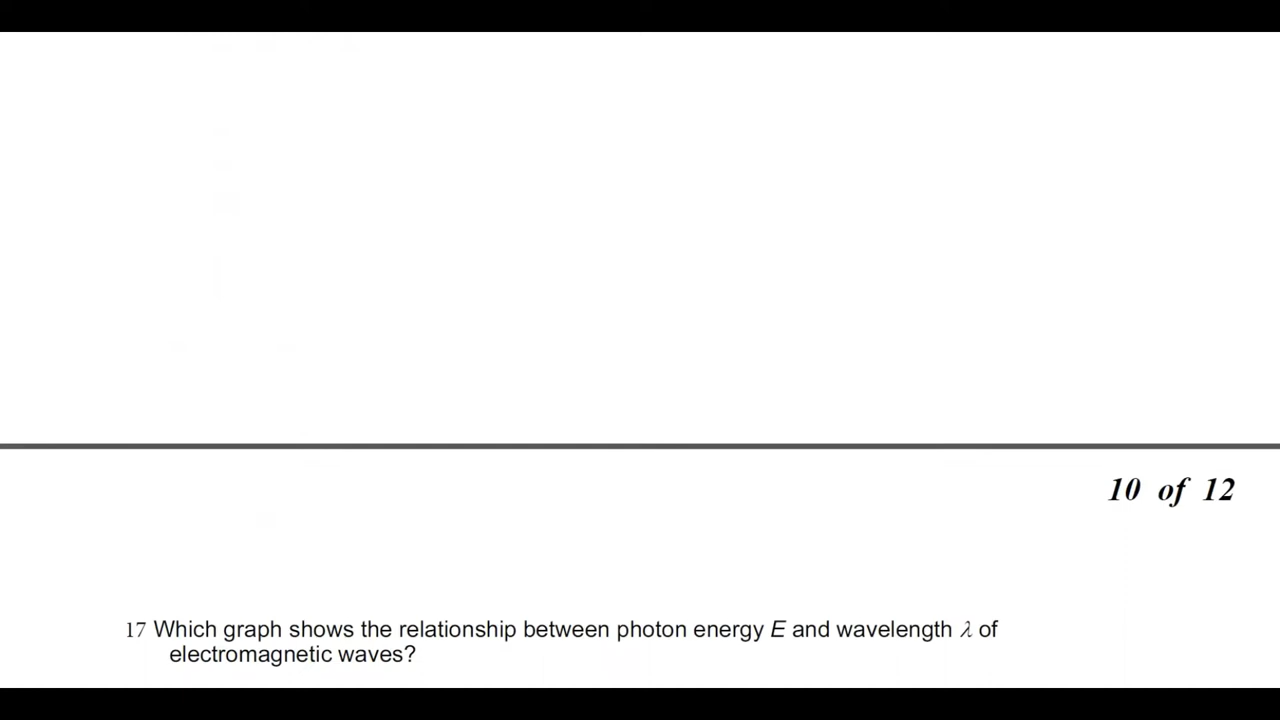 10 of 12
17 Which graph shows the relationship between photon energy E and wavelength λ of
electromagnetic waves?